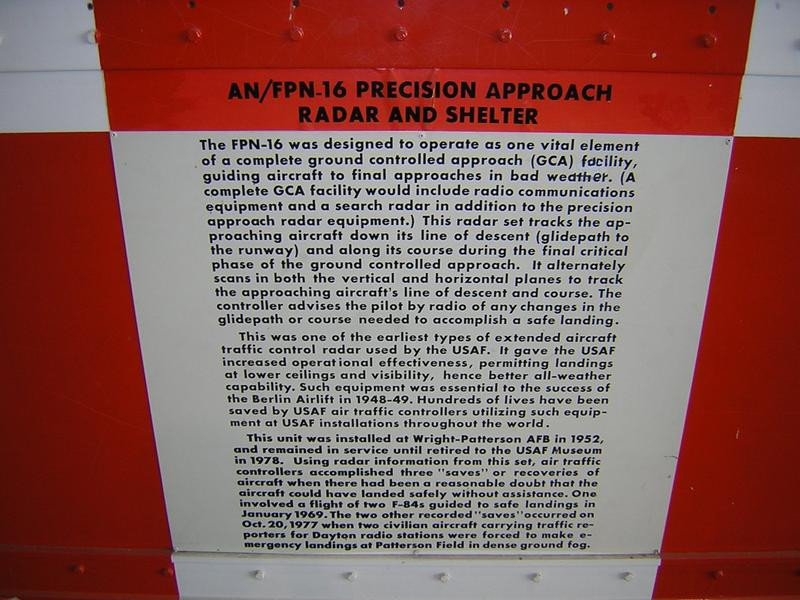 AN/FPN-16 PRECISION APPROACH
RADAR AND SHELTER
The FPN-16 was designed to operate as one vital element
of a complete ground controlled approach (GCA) facility,
guiding aircraft to final approaches in bad weather. (A
complete GCA facility would include radio communications
equipment and a search radar in addition to the precision
approach radar equipment.) This radar set tracks the ap-
proaching aircraft down its line of descent (glidepath to
the runway) and along its course during the final critical
phase of the ground controlled approach. It alternately
scans in both the vertical and horizontal planes to track
the approaching aircraft's line of descent and course. The
controller advises the pilot by radio of any changes in the
glidepath or course needed to accomplish a safe landing.
This was one of the earliest types of extended aircraft
traffic control radar used by the USAF. It gave the USAF
increased operational effectiveness, permitting landings
at lower ceilings and visibility, hence better all-weather
capability. Such equipment was essential to the success of
the Berlin Airlift in 1948-49. Hundreds of lives have been
saved by USAF air traffic controllers utilizing such equip-
ment at USAF installations throughout the world.
This unit was installed at Wright-Patterson AFB in 1952,
and remained in service until retired to the USAF Museum
in 1978. Using radar information from this set, air traffic
controllers accomplished three "saves" or recoveries of
aircraft when there had been a reasonable doubt that the
aircraft could have landed safely without assistance. One
involved a flight of two F-84s guided to safe landings in
January 1969. The two other recorded "saves" occurred on
Oct. 20, 1977 when two civilian aircraft carrying traffic re-
porters for Dayton radio stations were forced to make e-
mergency landings at Patterson Field in dense ground fog.